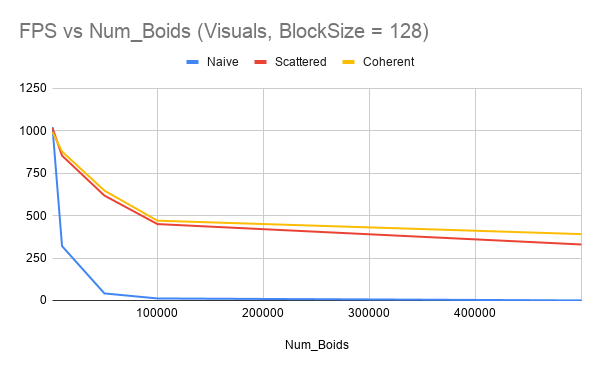 FPS vs Num_Boids (Visuals, BlockSize = 128)
Naive Scattered Coherent
1250
1000
750
500
250
0
100000 200000 300000 400000
Num_Boids